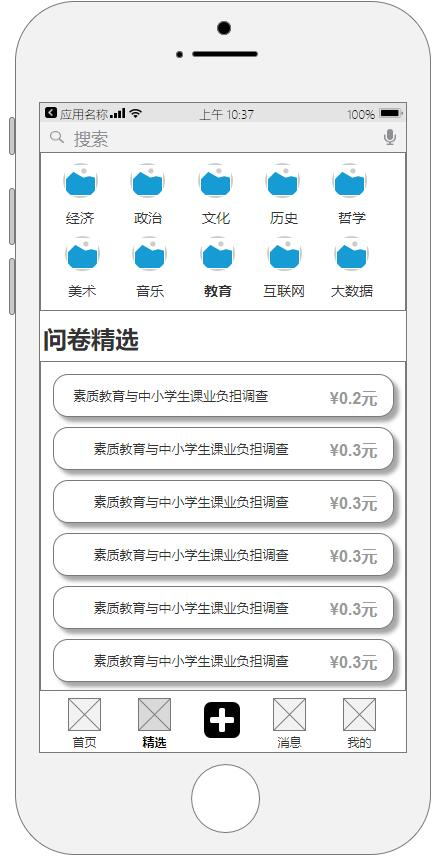 应用名称 上午 10:37 100%
搜索
经济 政治 文化 历史 哲学
美术 音乐 教育 互联网 大数据
问卷精选
素质教育与中小学生课业负担调查 ¥0.2元
素质教育与中小学生课业负担调查 ¥0.3元
素质教育与中小学生课业负担调查 ¥0.3元
素质教育与中小学生课业负担调查 ¥0.3元
素质教育与中小学生课业负担调查 ¥0.3元
素质教育与中小学生课业负担调查 ¥0.3元
首页 精选 消息 我的